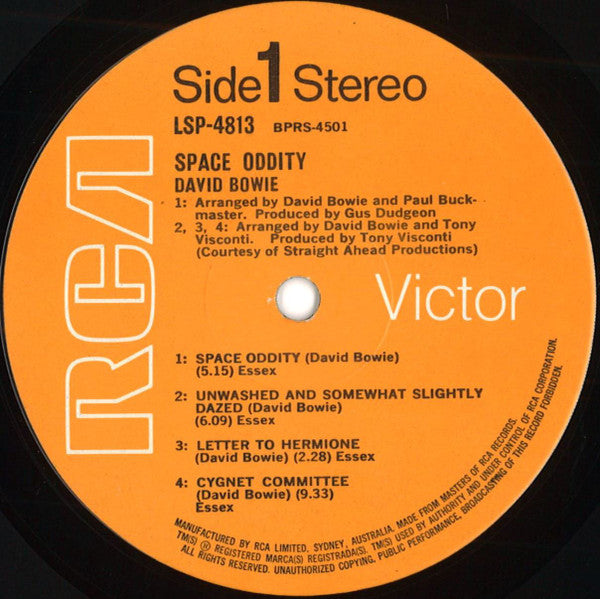 Side 1 Stereo
LSP-4813 BPRS-4501
SPACE ODDITY
DAVID BOWIE
1: Arranged by David Bowie and Paul Buck-
master. Produced by Gus Dudgeon
2, 3, 4: Arranged by David Bowie and Tony
Visconti. Produced by Tony Visconti
(Courtesy of Straight Ahead Productions)
RCA
Victor
1: SPACE ODDITY (David Bowie)
(5.15) Essex
2: UNWASHED AND SOMEWHAT SLIGHTLY
DAZED (David Bowie)
(6.09) Essex
3: LETTER TO HERMIONE
(David Bowie) (2.28) Essex
4: CYGNET COMMITTEE
(David Bowie) (9.33)
Essex
MANUFACTURED BY RCA LIMITED, SYDNEY, AUSTRALIA. MADE FROM MASTERS OF RCA RECORDS.
TM(S) ® REGISTERED MARCA(S) REGISTRADA(S). TM(S) USED BY AUTHORITY AND UNDER CONTROL OF RCA CORPORATION.
ALL RIGHTS RESERVED. UNAUTHORIZED COPYING, PUBLIC PERFORMANCE, BROADCASTING OF THIS RECORD FORBIDDEN.